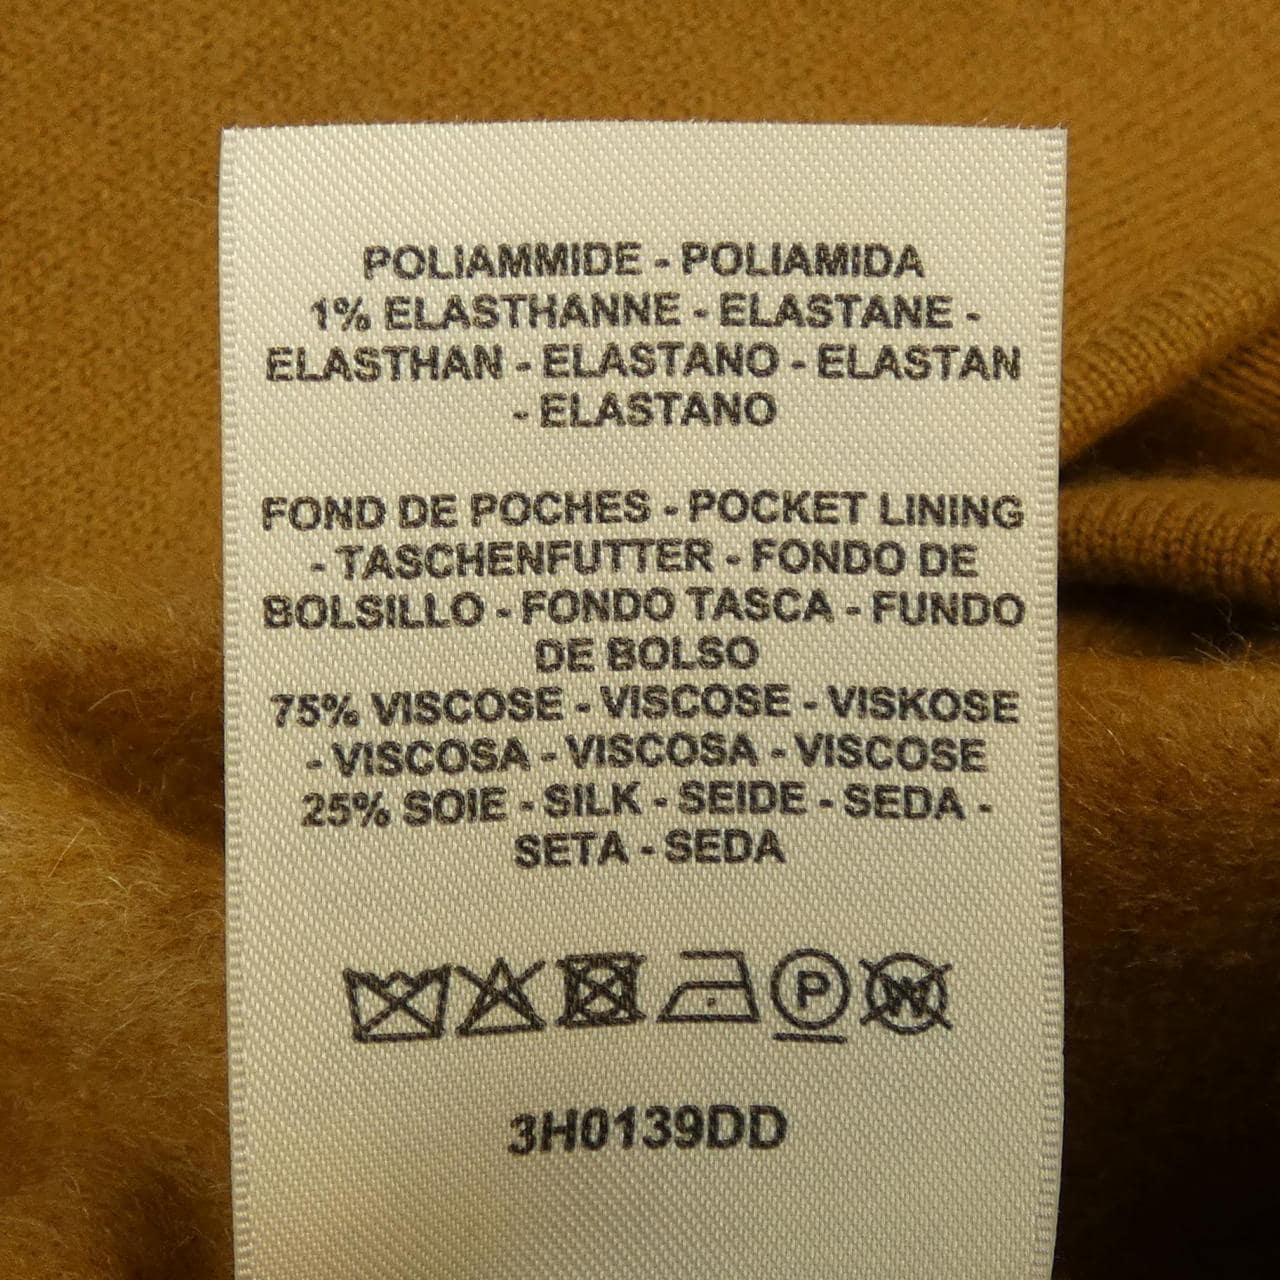 POLIAMMIDE - POLIAMIDA
1% ELASTHANNE - ELASTANE -
ELASTHAN - ELASTANO - ELASTAN
- ELASTANO
FOND DE POCHES - POCKET LINING
- TASCHENFUTTER - FONDO DE
BOLSILLO - FONDO TASCA - FUNDO
DE BOLSO
75% VISCOSE - VISCOSE - VISKOSE
- VISCOSA - VISCOSA - VISCOSE
25% SOIE - SILK - SEIDE - SEDA -
SETA - SEDA
P W
3H0139DD